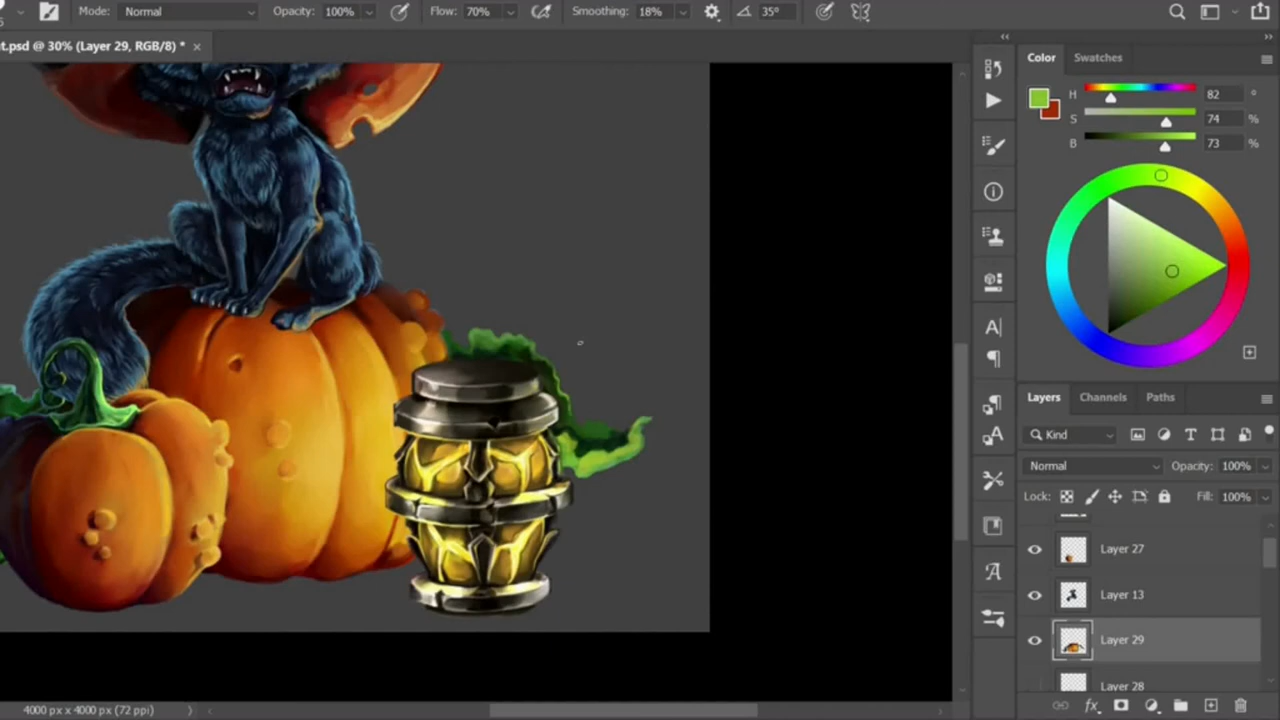 Mode: Normal Opacity: 100% Flow: 70% Smoothing: 18% 35°
t.psd @ 30% (Layer 29, RGB/8) * ×
Color Swatches
H 82 °
S 74 %
B 73 %
Layers Channels Paths
Kind
Normal Opacity: 100%
Lock: Fill: 100%
Layer 27
Layer 13
Layer 29
Layer 28
fx
4000 px x 4000 px (72 ppi)